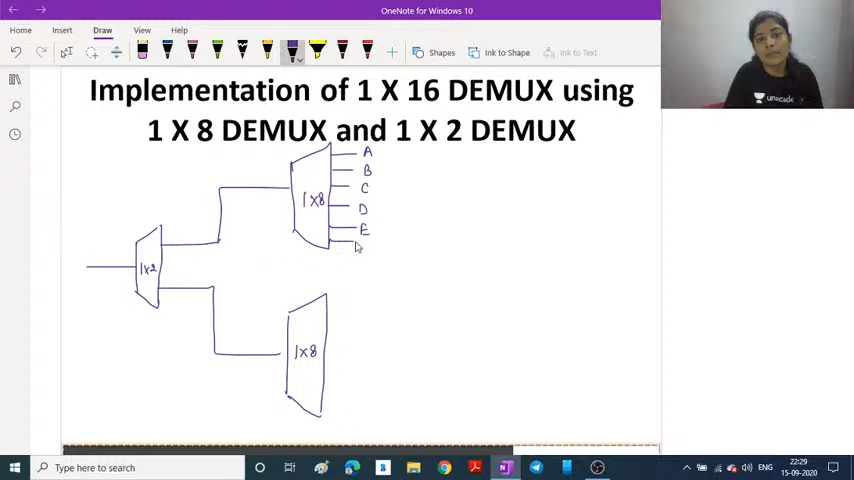 OneNote for Windows 10
Home Insert Draw View Help
Shapes Ink to Shape Ink to Text
Implementation of 1 X 16 DEMUX using
1 X 8 DEMUX and 1 X 2 DEMUX
A
B
1X8
C
D
E
1X2
1X8
unacademy
Type here to search
ENG
22:29
15-09-2020